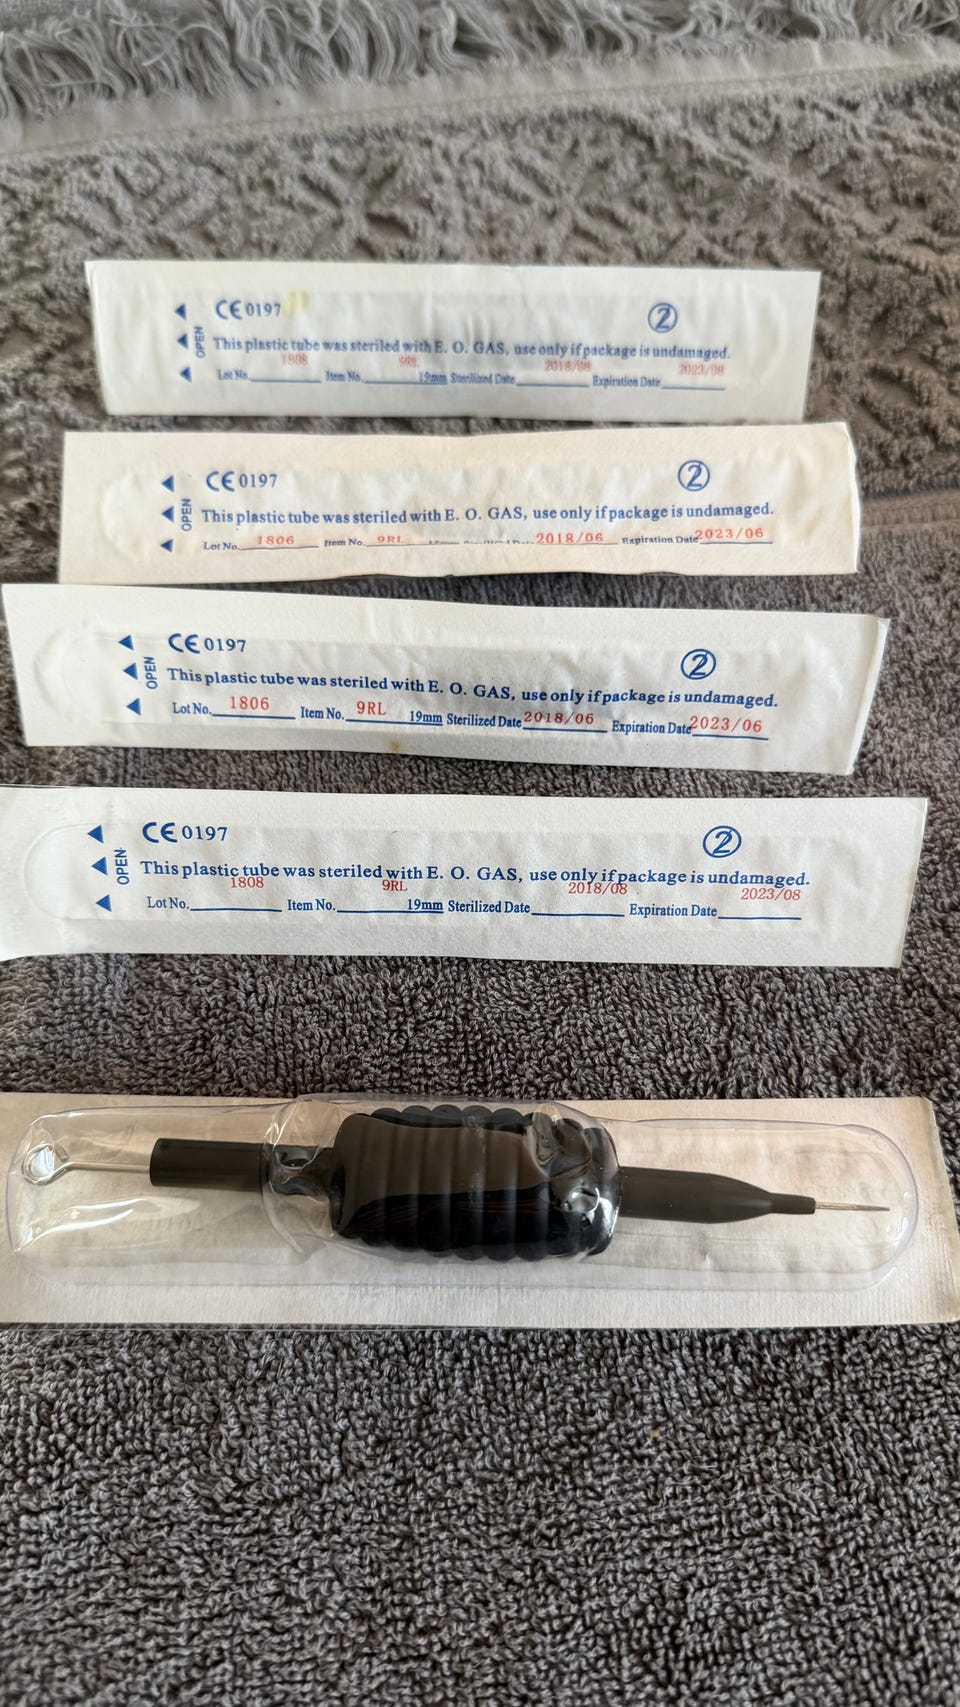 CE 0197 ②
OPEN
This plastic tube was steriled with E. O. GAS, use only if package is undamaged.
Lot No. 1808 Item No. 9RL 19mm Sterilized Date 2018/08 Expiration Date 2023/08
CE 0197 ②
OPEN
This plastic tube was steriled with E. O. GAS, use only if package is undamaged.
Lot No. 1806 Item No. 9RL 2018/06 Expiration Date 2023/06
CE 0197 ②
OPEN
This plastic tube was steriled with E. O. GAS, use only if package is undamaged.
Lot No. 1806 Item No. 9RL 19mm Sterilized Date 2018/06 Expiration Date 2023/06
CE 0197 ②
OPEN
This plastic tube was steriled with E. O. GAS, use only if package is undamaged.
Lot No. 1808 Item No. 9RL 19mm Sterilized Date 2018/08 Expiration Date 2023/08